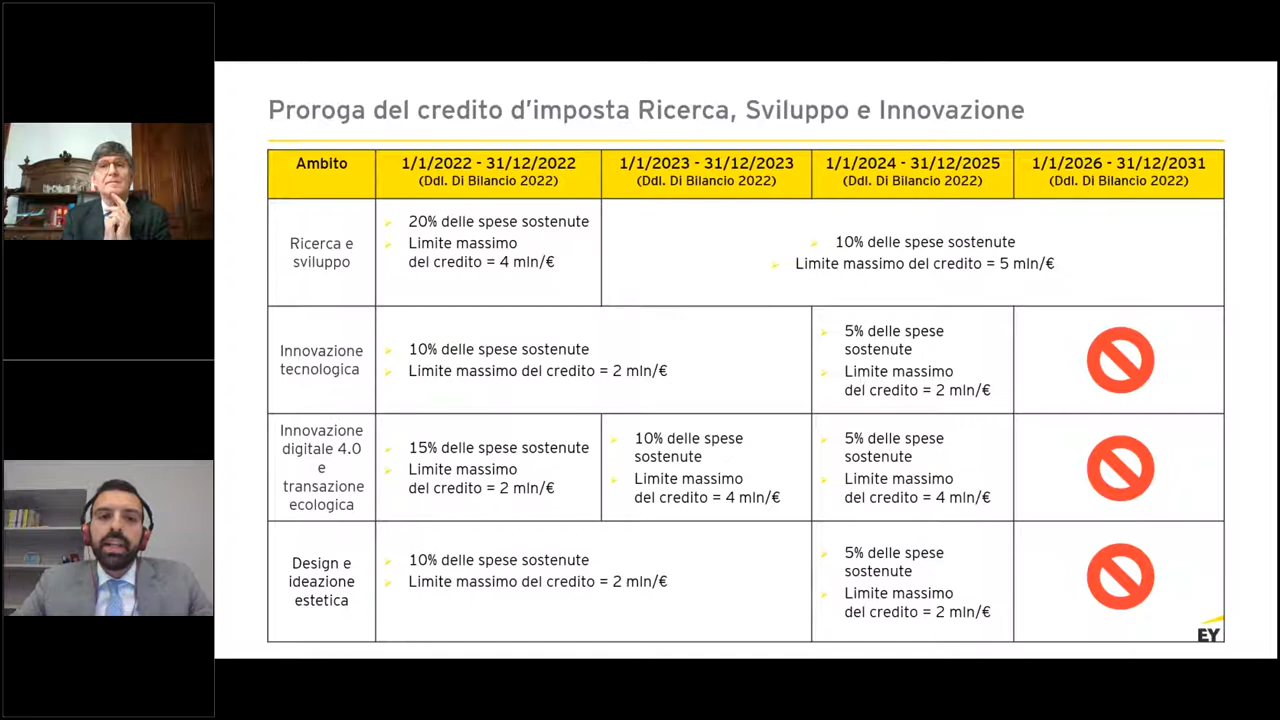 Proroga del credito d’imposta Ricerca, Sviluppo e Innovazione
Ambito
1/1/2022 - 31/12/2022
(Ddl. Di Bilancio 2022)
1/1/2023 - 31/12/2023
(Ddl. Di Bilancio 2022)
1/1/2024 - 31/12/2025
(Ddl. Di Bilancio 2022)
1/1/2026 - 31/12/2031
(Ddl. Di Bilancio 2022)
Ricerca e
sviluppo
20% delle spese sostenute
Limite massimo
del credito = 4 mln/€
10% delle spese sostenute
Limite massimo del credito = 5 mln/€
Innovazione
tecnologica
10% delle spese sostenute
Limite massimo del credito = 2 mln/€
5% delle spese
sostenute
Limite massimo
del credito = 2 mln/€
Innovazione
digitale 4.0
e
transazione
ecologica
15% delle spese sostenute
Limite massimo
del credito = 2 mln/€
10% delle spese
sostenute
Limite massimo
del credito = 4 mln/€
5% delle spese
sostenute
Limite massimo
del credito = 4 mln/€
Design e
ideazione
estetica
10% delle spese sostenute
Limite massimo del credito = 2 mln/€
5% delle spese
sostenute
Limite massimo
del credito = 2 mln/€
EY